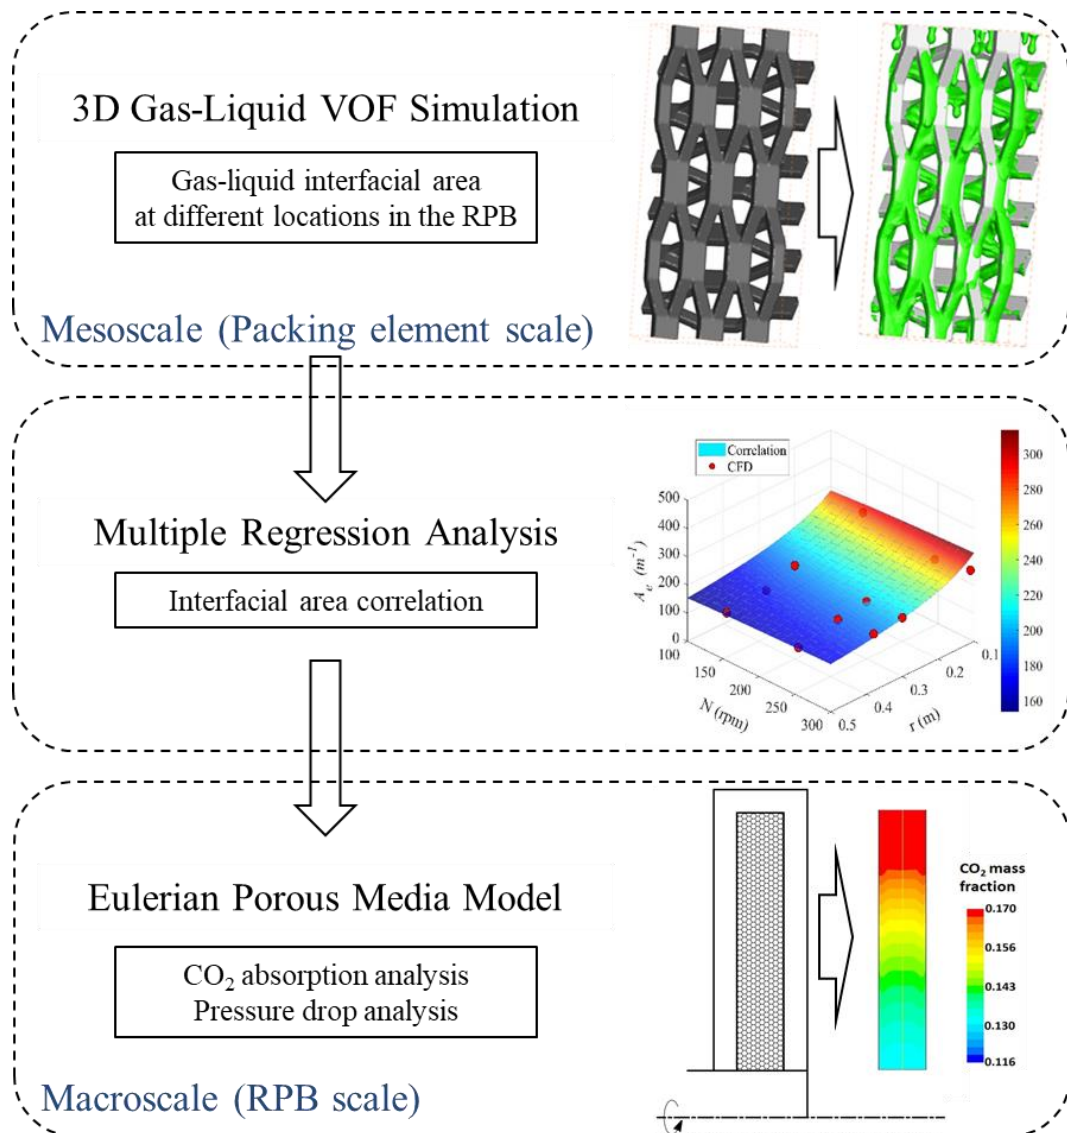 3D Gas-Liquid VOF Simulation
Gas-liquid interfacial area
at different locations in the RPB
Mesoscale (Packing element scale)
Multiple Regression Analysis
Interfacial area correlation
Correlation
CFD
A_e (m⁻¹)
500
400
300
200
100
0
100
150
200
250
300
N (rpm)
0.5
0.4
0.3
0.2
0.1
r (m)
300
280
260
240
220
200
180
160
Eulerian Porous Media Model
CO₂ absorption analysis
Pressure drop analysis
Macroscale (RPB scale)
CO₂ mass
fraction
0.170
0.156
0.143
0.130
0.116